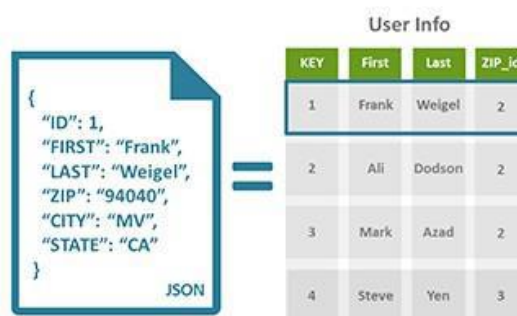 {
“ID”: 1,
“FIRST”: “Frank”,
“LAST”: “Weigel”,
“ZIP”: “94040”,
“CITY”: “MV”,
“STATE”: “CA”
}
JSON
=
User Info
KEY First Last ZIP_id
1 Frank Weigel 2
2 Ali Dodson 2
3 Mark Azad 2
4 Steve Yen 3